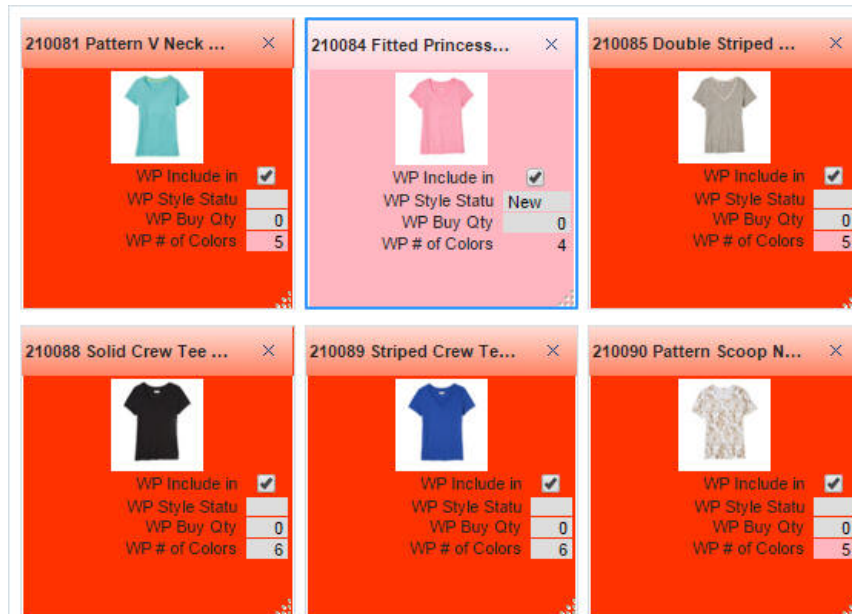 210081 Pattern V Neck ...
WP Include in
WP Style Statu
WP Buy Qty 0
WP # of Colors 5
210084 Fitted Princess...
WP Include in
WP Style Statu New
WP Buy Qty 0
WP # of Colors 4
210085 Double Striped ...
WP Include in
WP Style Statu
WP Buy Qty 0
WP # of Colors 5
210088 Solid Crew Tee ...
WP Include in
WP Style Statu
WP Buy Qty 0
WP # of Colors 6
210089 Striped Crew Te...
WP Include in
WP Style Statu
WP Buy Qty 0
WP # of Colors 6
210090 Pattern Scoop N...
WP Include in
WP Style Statu
WP Buy Qty 0
WP # of Colors 5